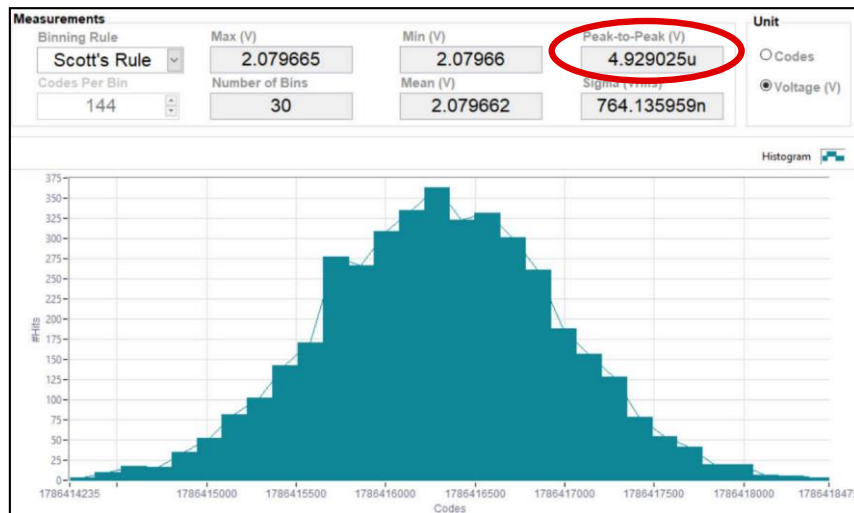 Measurements
Unit
Binning Rule Max (V) Min (V) Peak-to-Peak (V)
Scott's Rule 2.079665 2.07966 4.929025u
Codes
Codes Per Bin Number of Bins Mean (V) Sigma (Vrms)
Voltage (V)
144 30 2.079662 764.135959n
Histogram
375
350
325
300
275
250
225
200
175
150
125
100
75
50
25
0
#Hits
1786414235 1786415000 1786415500 1786416000 1786416500 1786417000 1786417500 1786418000
Codes